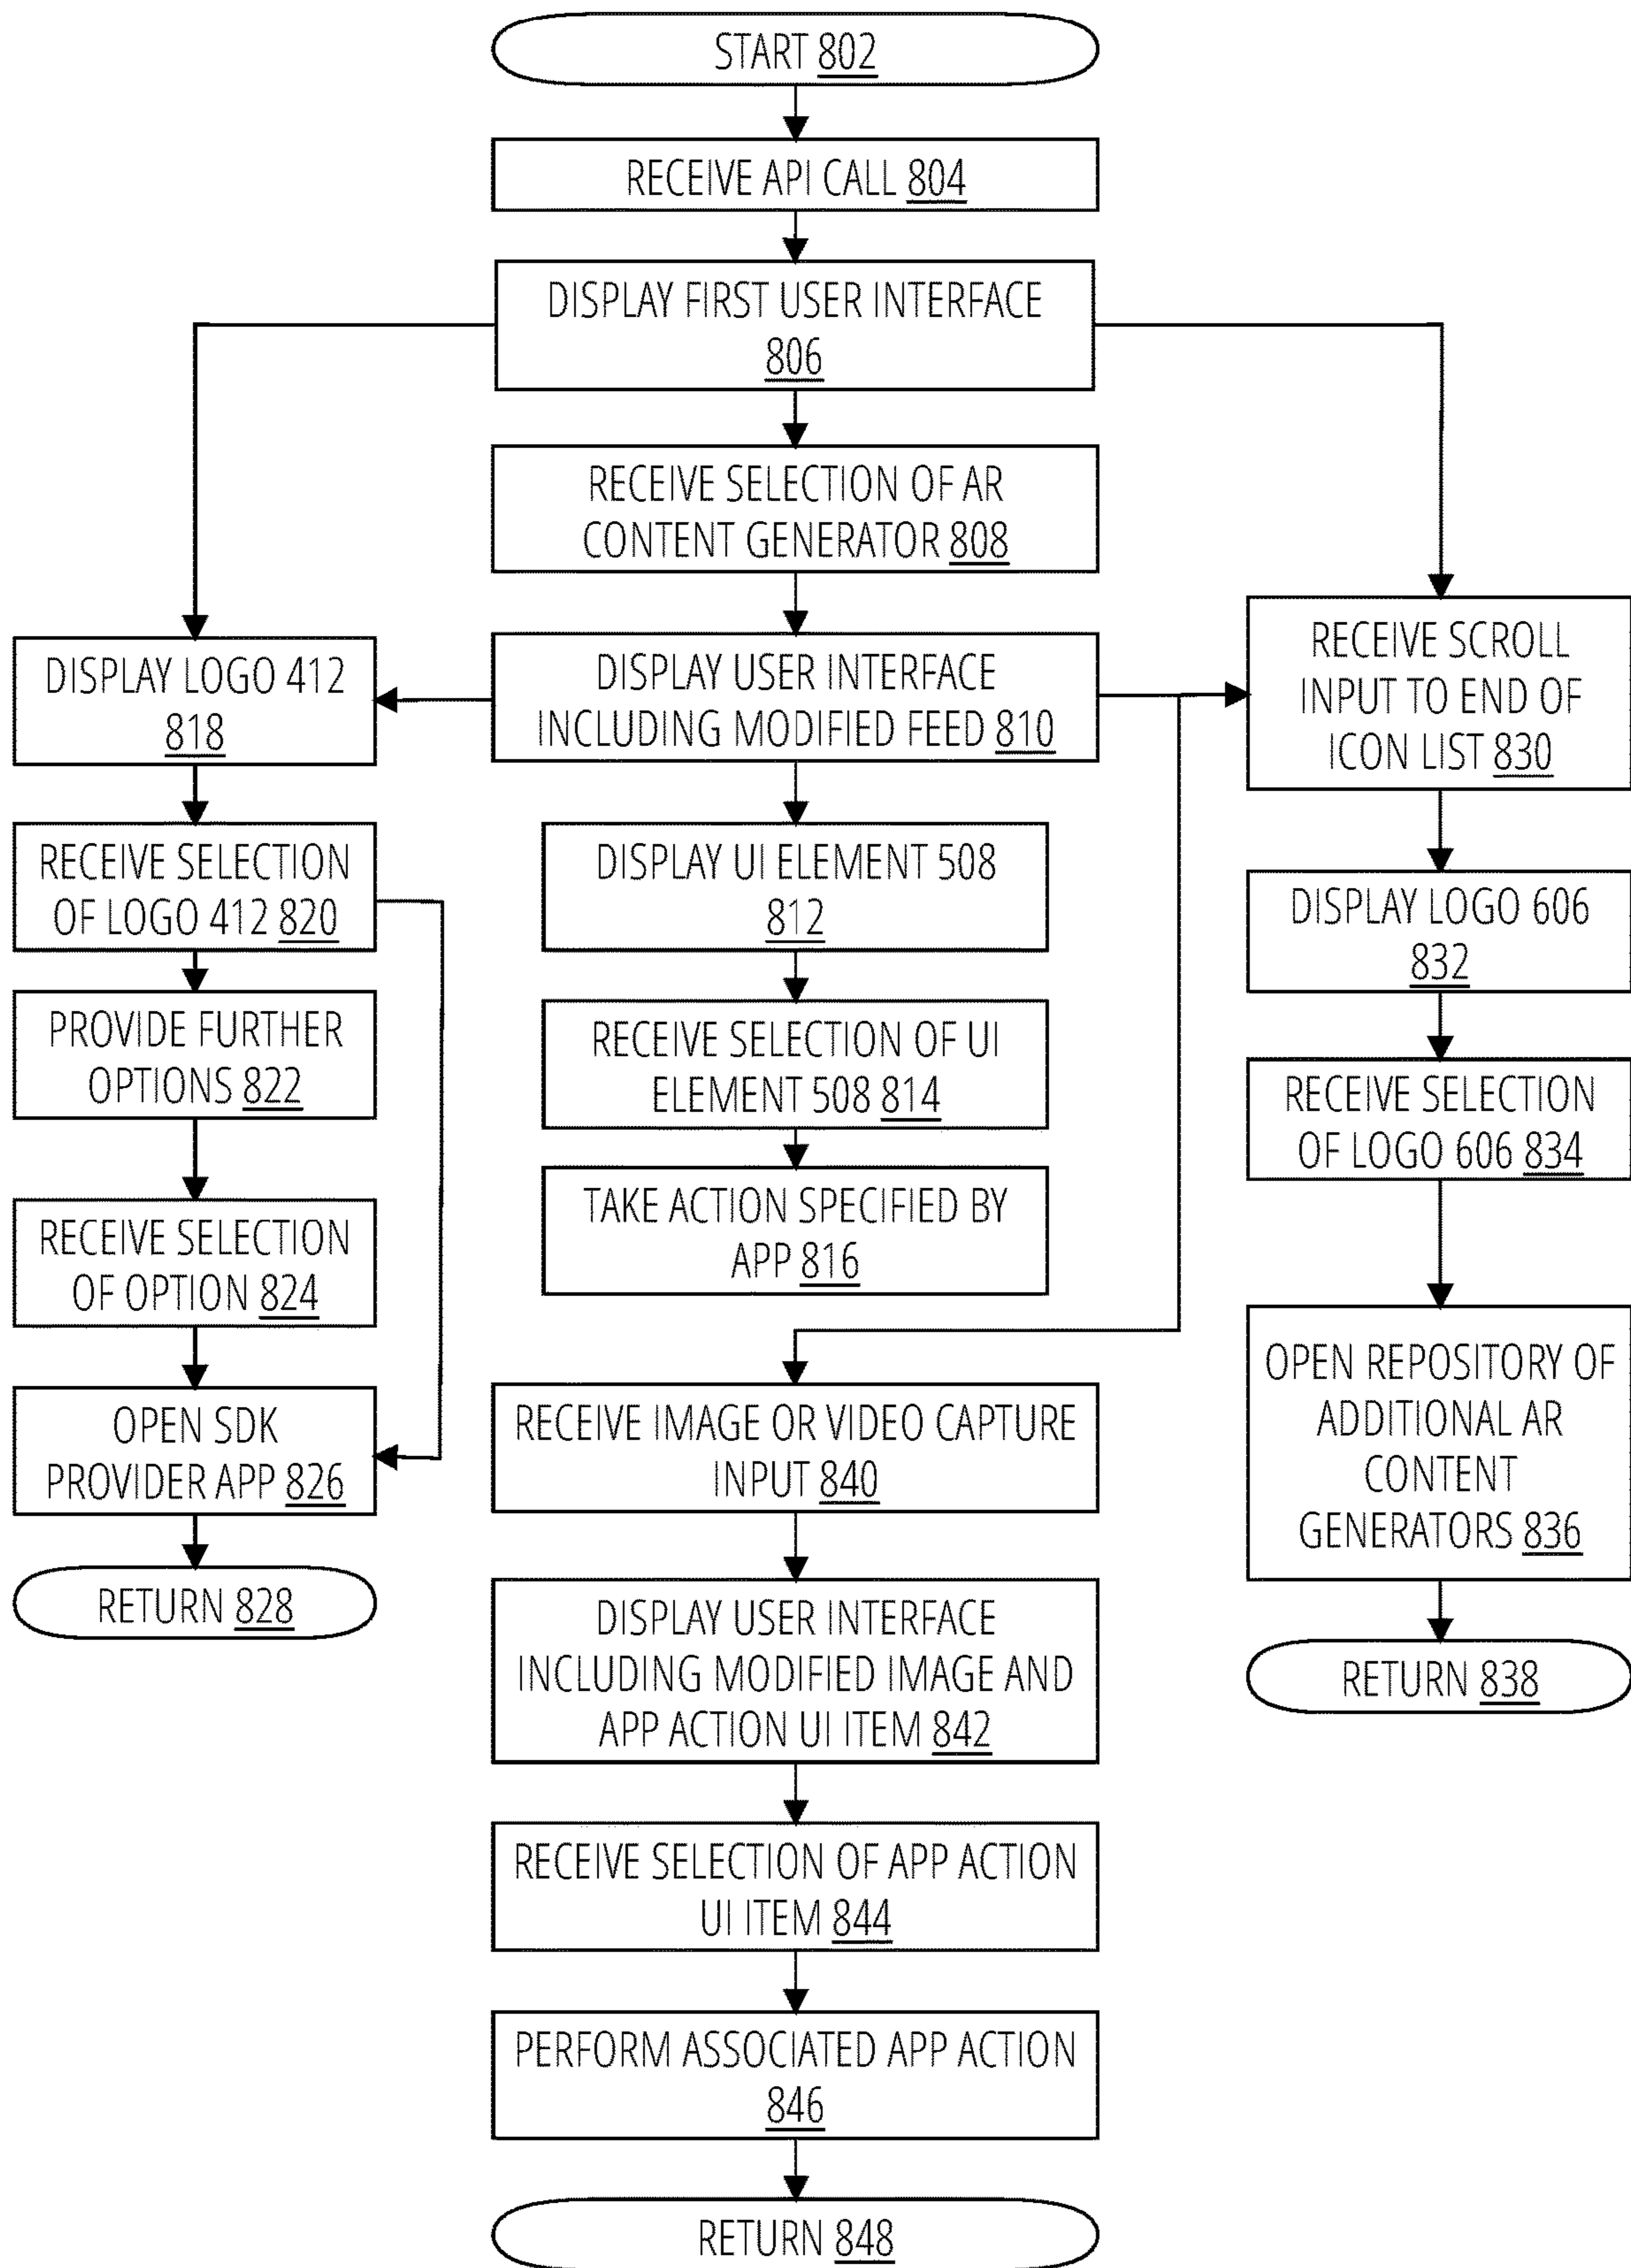 START 802
RECEIVE API CALL 804
DISPLAY FIRST USER INTERFACE
806
RECEIVE SELECTION OF AR
CONTENT GENERATOR 808
DISPLAY USER INTERFACE
INCLUDING MODIFIED FEED 810
DISPLAY UI ELEMENT 508
812
RECEIVE SELECTION OF UI
ELEMENT 508 814
TAKE ACTION SPECIFIED BY
APP 816
DISPLAY LOGO 412
818
RECEIVE SELECTION
OF LOGO 412 820
PROVIDE FURTHER
OPTIONS 822
RECEIVE SELECTION
OF OPTION 824
OPEN SDK
PROVIDER APP 826
RETURN 828
RECEIVE SCROLL
INPUT TO END OF
ICON LIST 830
DISPLAY LOGO 606
832
RECEIVE SELECTION
OF LOGO 606 834
OPEN REPOSITORY OF
ADDITIONAL AR
CONTENT
GENERATORS 836
RETURN 838
RECEIVE IMAGE OR VIDEO CAPTURE
INPUT 840
DISPLAY USER INTERFACE
INCLUDING MODIFIED IMAGE AND
APP ACTION UI ITEM 842
RECEIVE SELECTION OF APP ACTION
UI ITEM 844
PERFORM ASSOCIATED APP ACTION
846
RETURN 848